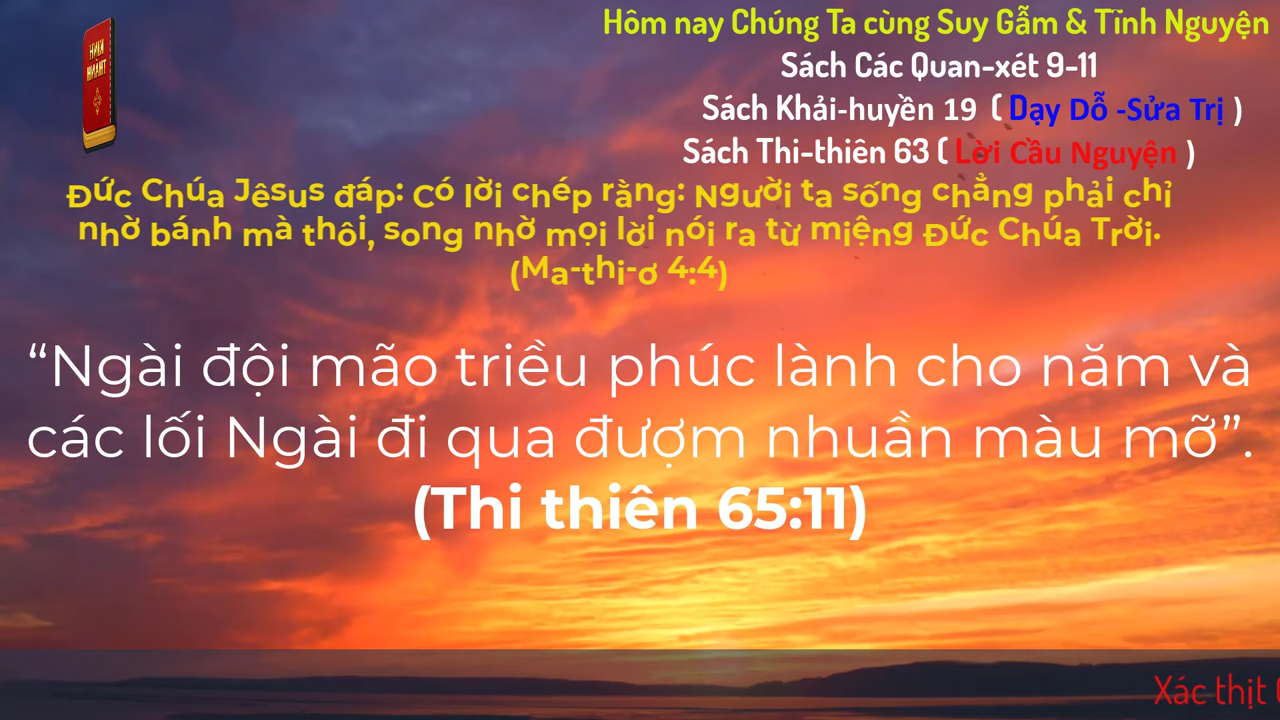 Hôm nay Chúng Ta cùng Suy Gẫm & Tĩnh Nguyện
Sách Các Quan-xét 9-11
Sách Khải-huyền 19 ( Dạy Dỗ -Sửa Trị )
Sách Thi-thiên 63 ( Lời Cầu Nguyện )
KINH
THÁNH
Đức Chúa Jêsus đáp: Có lời chép rằng: Người ta sống chẳng phải chỉ
nhờ bánh mà thôi, song nhờ mọi lời nói ra từ miệng Đức Chúa Trời.
(Ma-thi-ơ 4:4)
“Ngài đội mão triều phúc lành cho năm và
các lối Ngài đi qua đượm nhuần màu mỡ”.
(Thi thiên 65:11)
Xác thịt